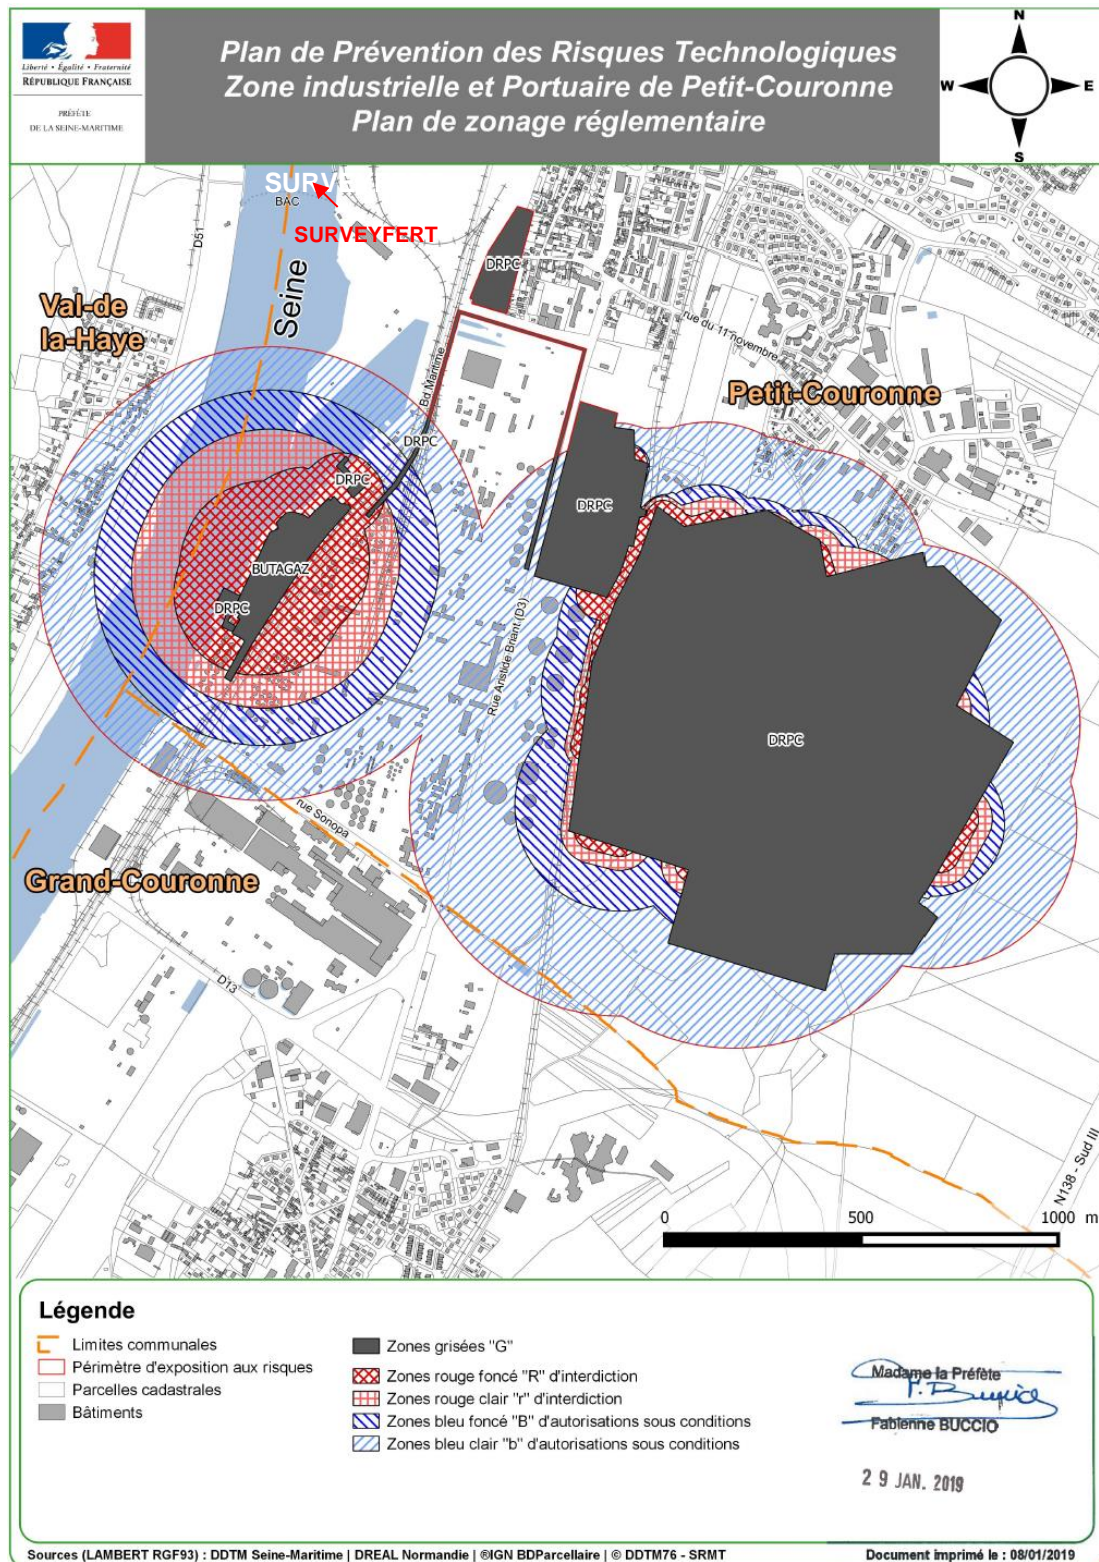 Liberté • Égalité • Fraternité
RÉPUBLIQUE FRANÇAISE
PRÉFÈTE
DE LA SEINE-MARITIME
Plan de Prévention des Risques Technologiques
Zone industrielle et Portuaire de Petit-Couronne
Plan de zonage réglementaire
N
W
E
S
SURVE
BAC
SURVEYFERT
D51
Seine
DRPC
Val-de
la-Haye
rue du 11 novembre
Bd Maritime
Petit-Couronne
DRPC
DRPC
DRPC
BUTAGAZ
DRPC
Rue Aristide Briant (D3)
DRPC
rue Sonopa
Grand-Couronne
D13
N138 - Sud III
0 500 1000 m
Légende
Limites communales
Périmètre d'exposition aux risques
Parcelles cadastrales
Bâtiments
Zones grisées "G"
Zones rouge foncé "R" d'interdiction
Zones rouge clair "r" d'interdiction
Zones bleu foncé "B" d'autorisations sous conditions
Zones bleu clair "b" d'autorisations sous conditions
Madame la Préfète
Fabienne BUCCIO
29 JAN. 2019
Sources (LAMBERT RGF93) : DDTM Seine-Maritime | DREAL Normandie | ©IGN BDParcellaire | © DDTM76 - SRMT
Document imprimé le : 08/01/2019